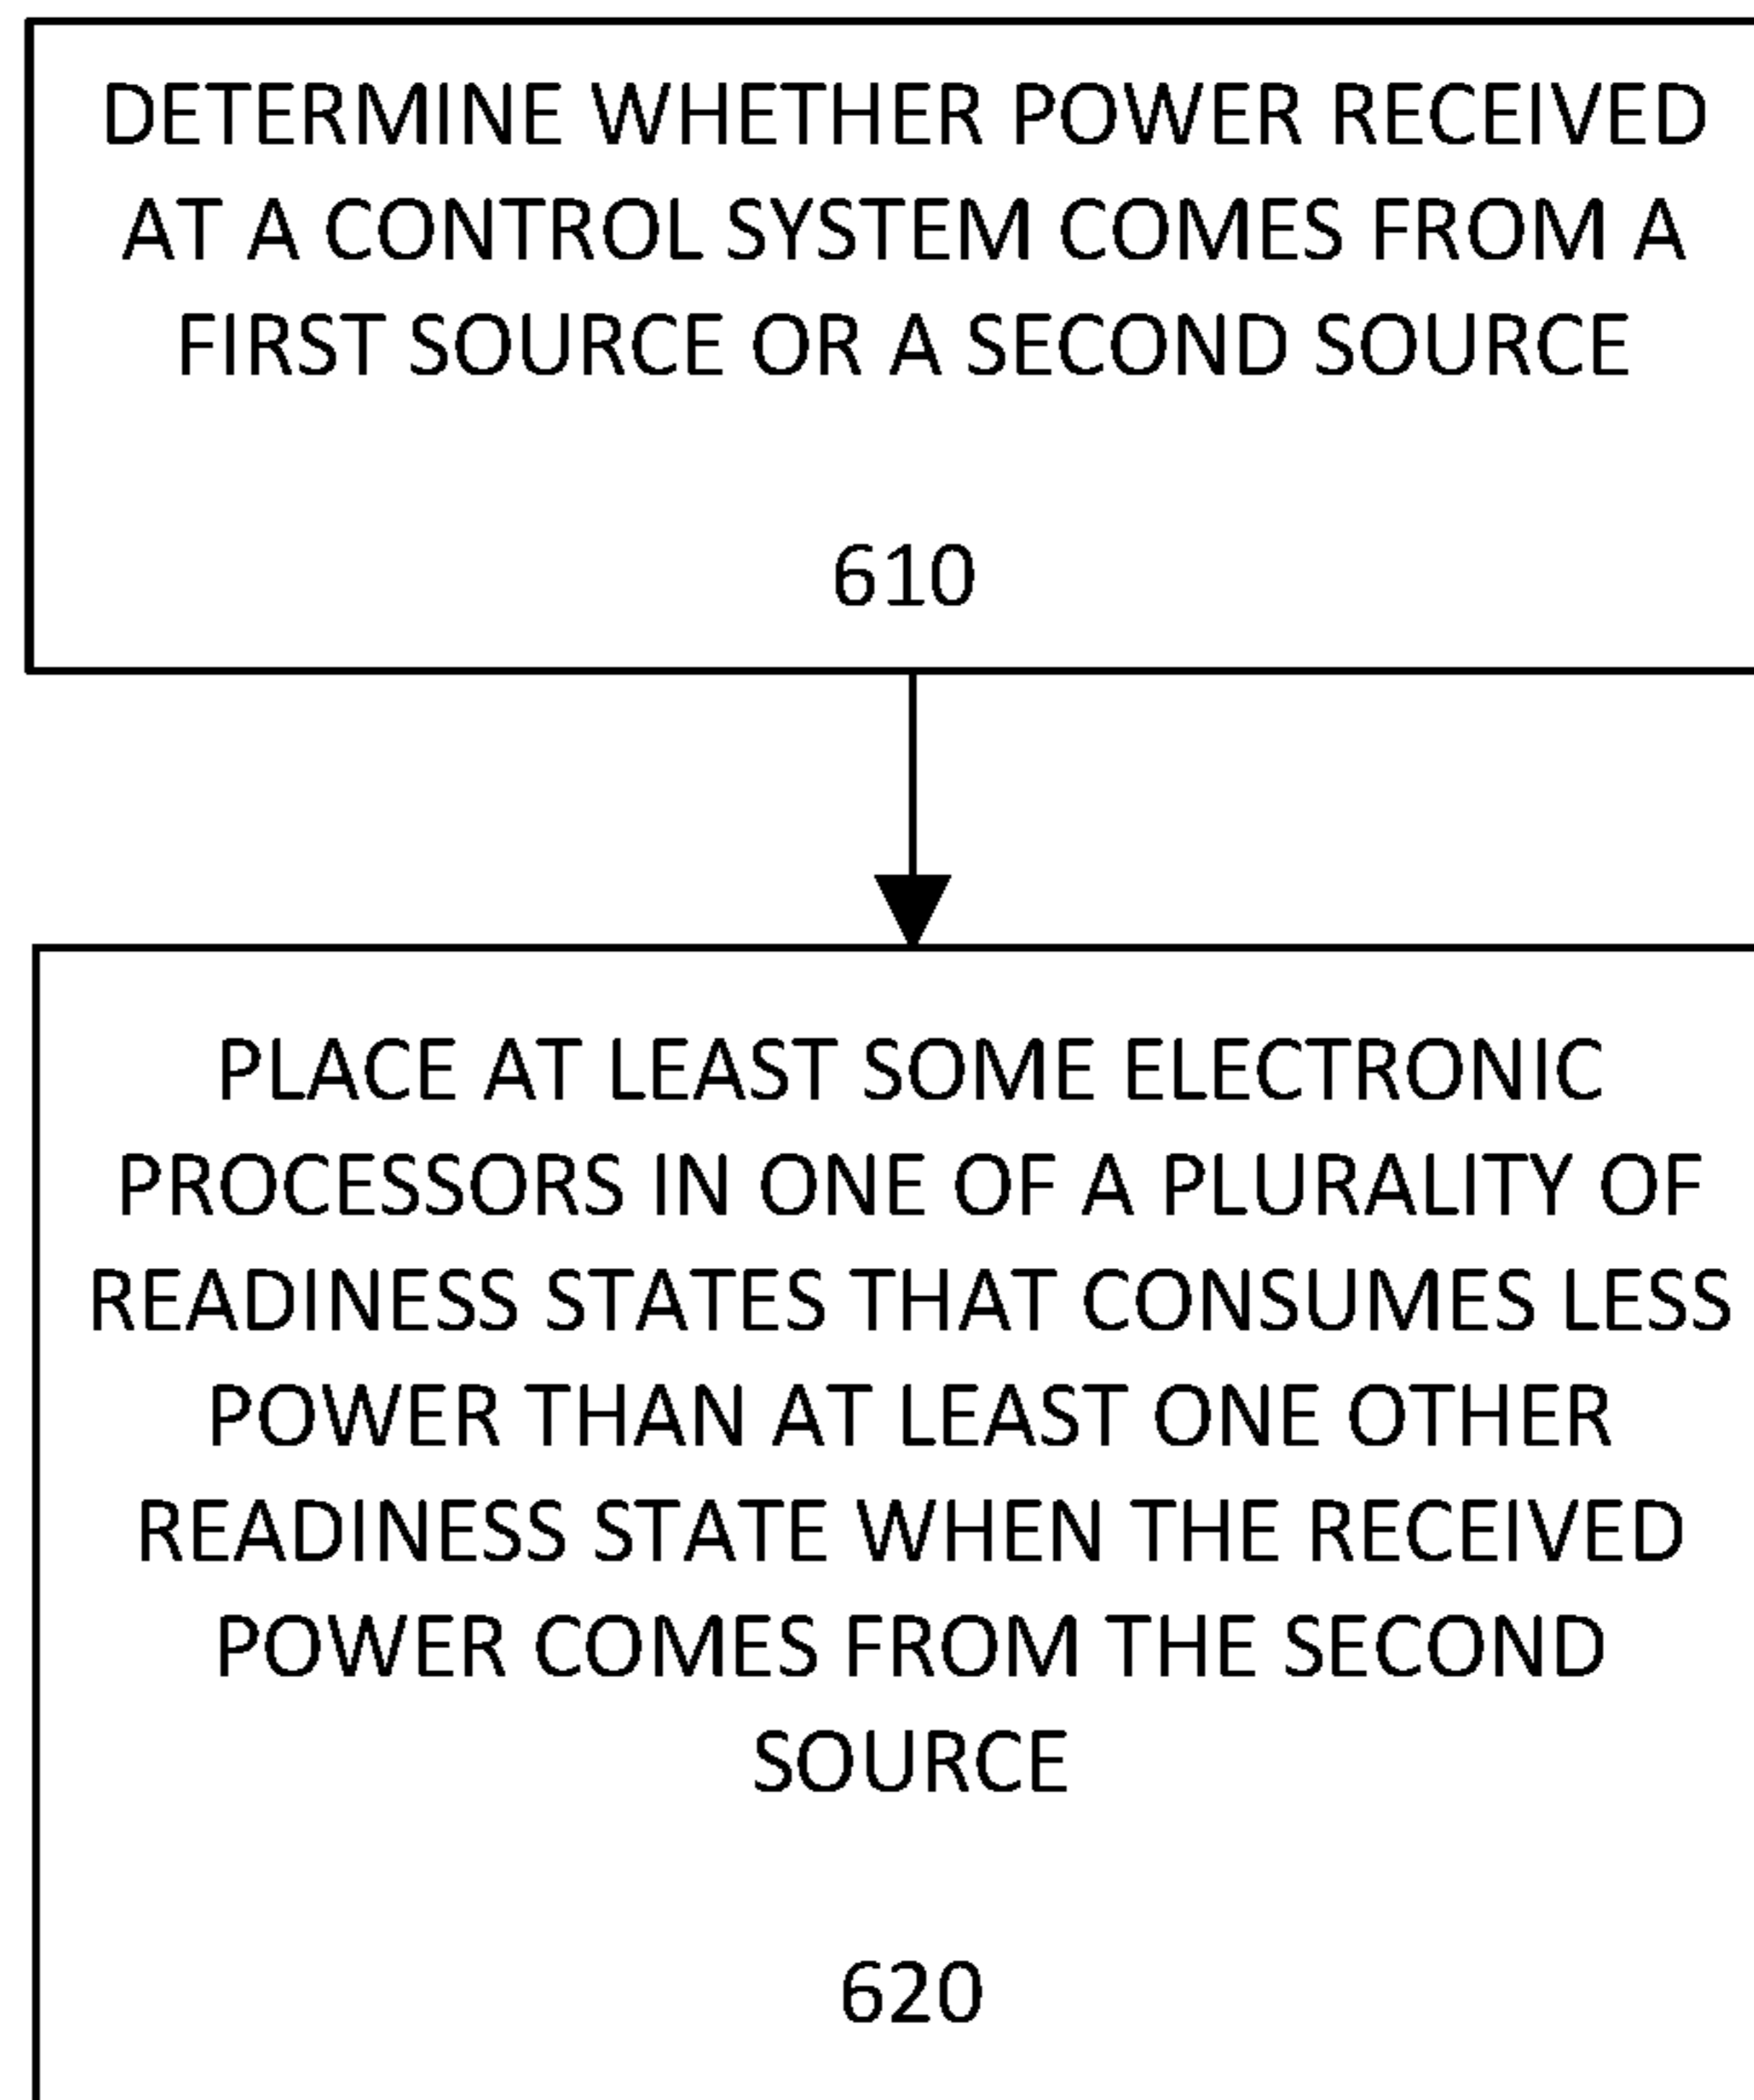 DETERMINE WHETHER POWER RECEIVED
AT A CONTROL SYSTEM COMES FROM A
FIRST SOURCE OR A SECOND SOURCE
610
PLACE AT LEAST SOME ELECTRONIC
PROCESSORS IN ONE OF A PLURALITY OF
READINESS STATES THAT CONSUMES LESS
POWER THAN AT LEAST ONE OTHER
READINESS STATE WHEN THE RECEIVED
POWER COMES FROM THE SECOND
SOURCE
620